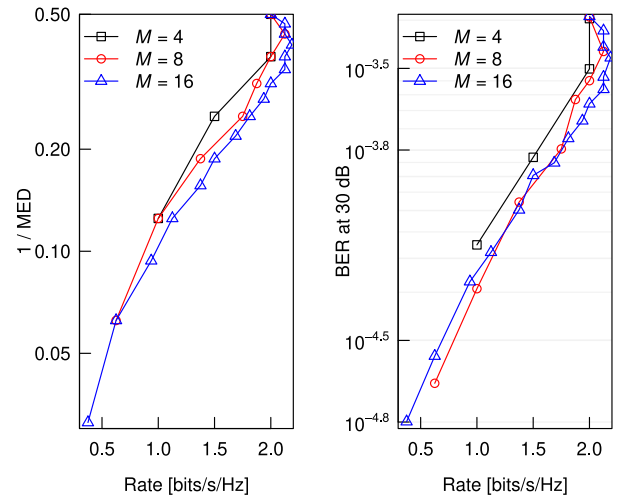 0.50
0.20
0.10
0.05
1 / MED
M = 4
M = 8
M = 16
0.5 1.0 1.5 2.0
Rate [bits/s/Hz]
10^−3.5
10^−3.8
10^−4.5
10^−4.8
BER at 30 dB
M = 4
M = 8
M = 16
0.5 1.0 1.5 2.0
Rate [bits/s/Hz]